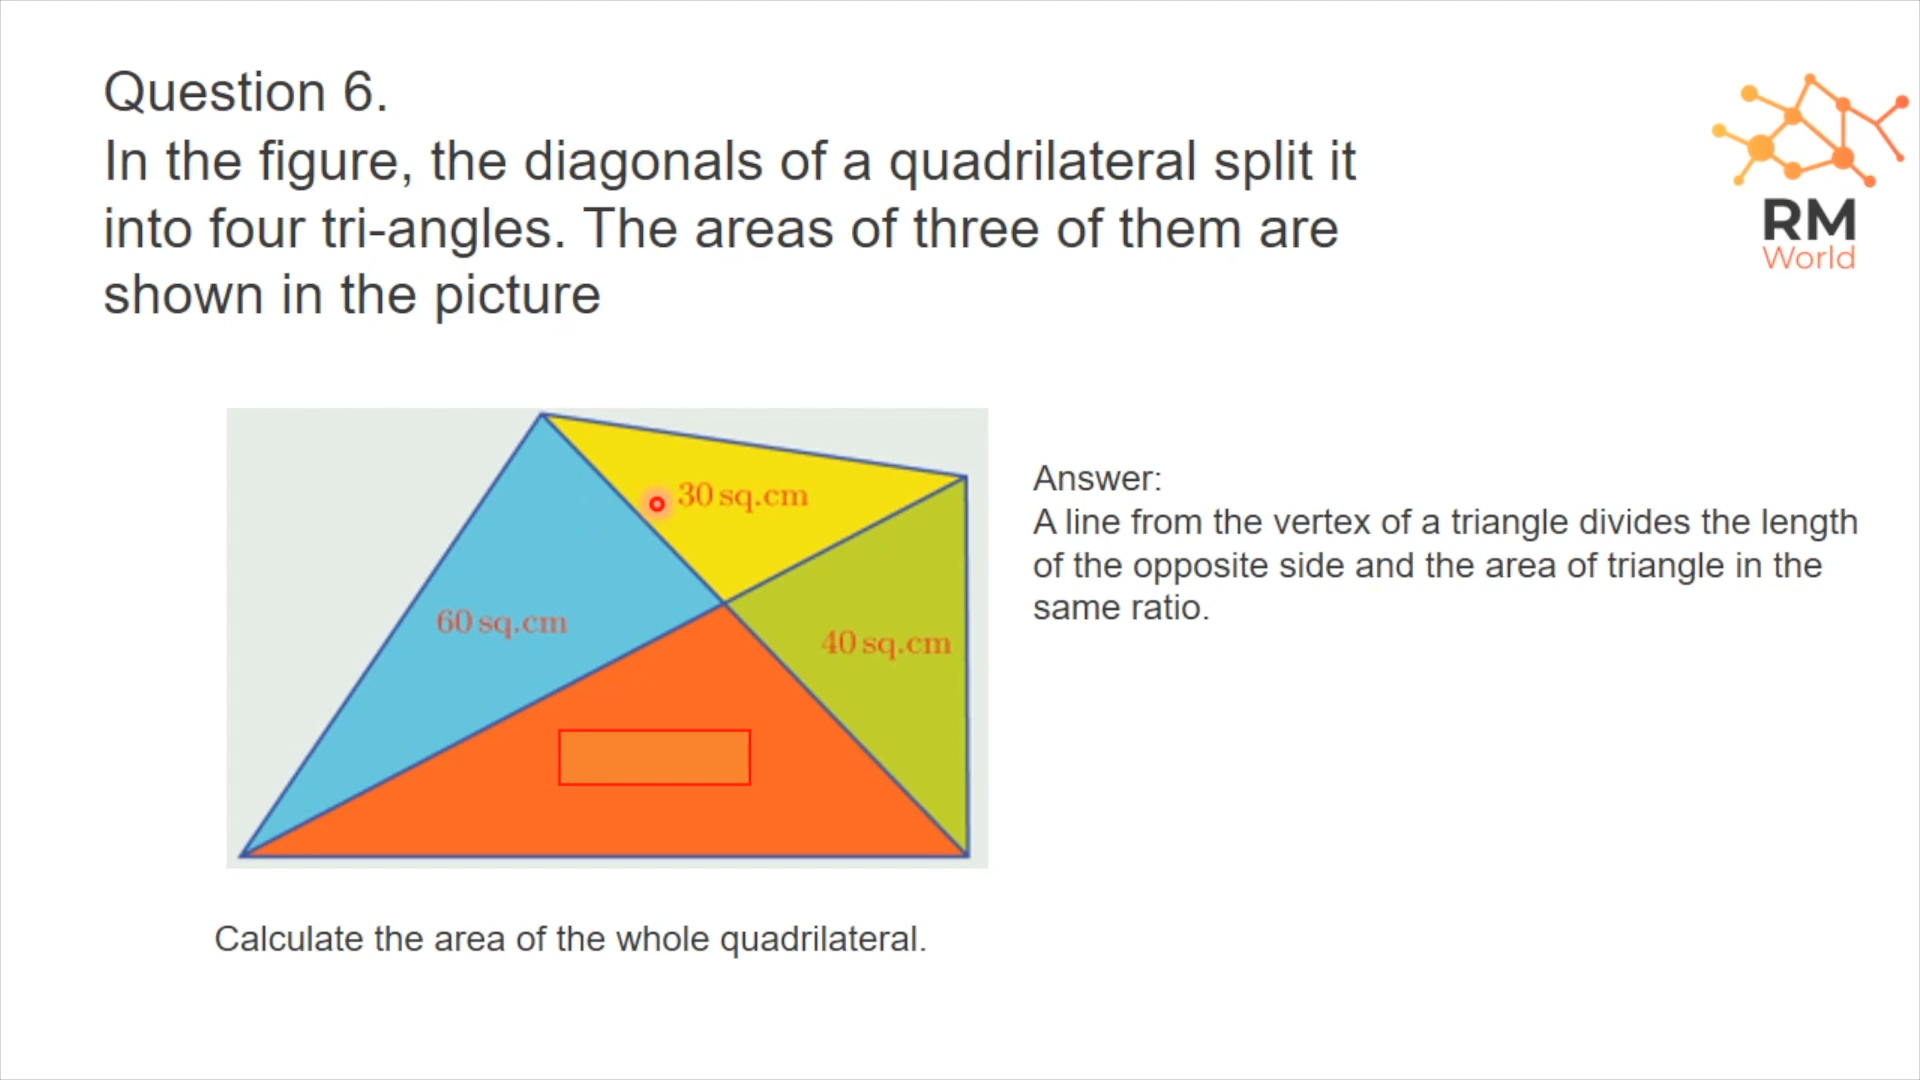 Question 6.
In the figure, the diagonals of a quadrilateral split it
into four tri-angles. The areas of three of them are
shown in the picture
RM
World
30 sq.cm
60 sq.cm
40 sq.cm
Answer:
A line from the vertex of a triangle divides the length
of the opposite side and the area of triangle in the
same ratio.
Calculate the area of the whole quadrilateral.